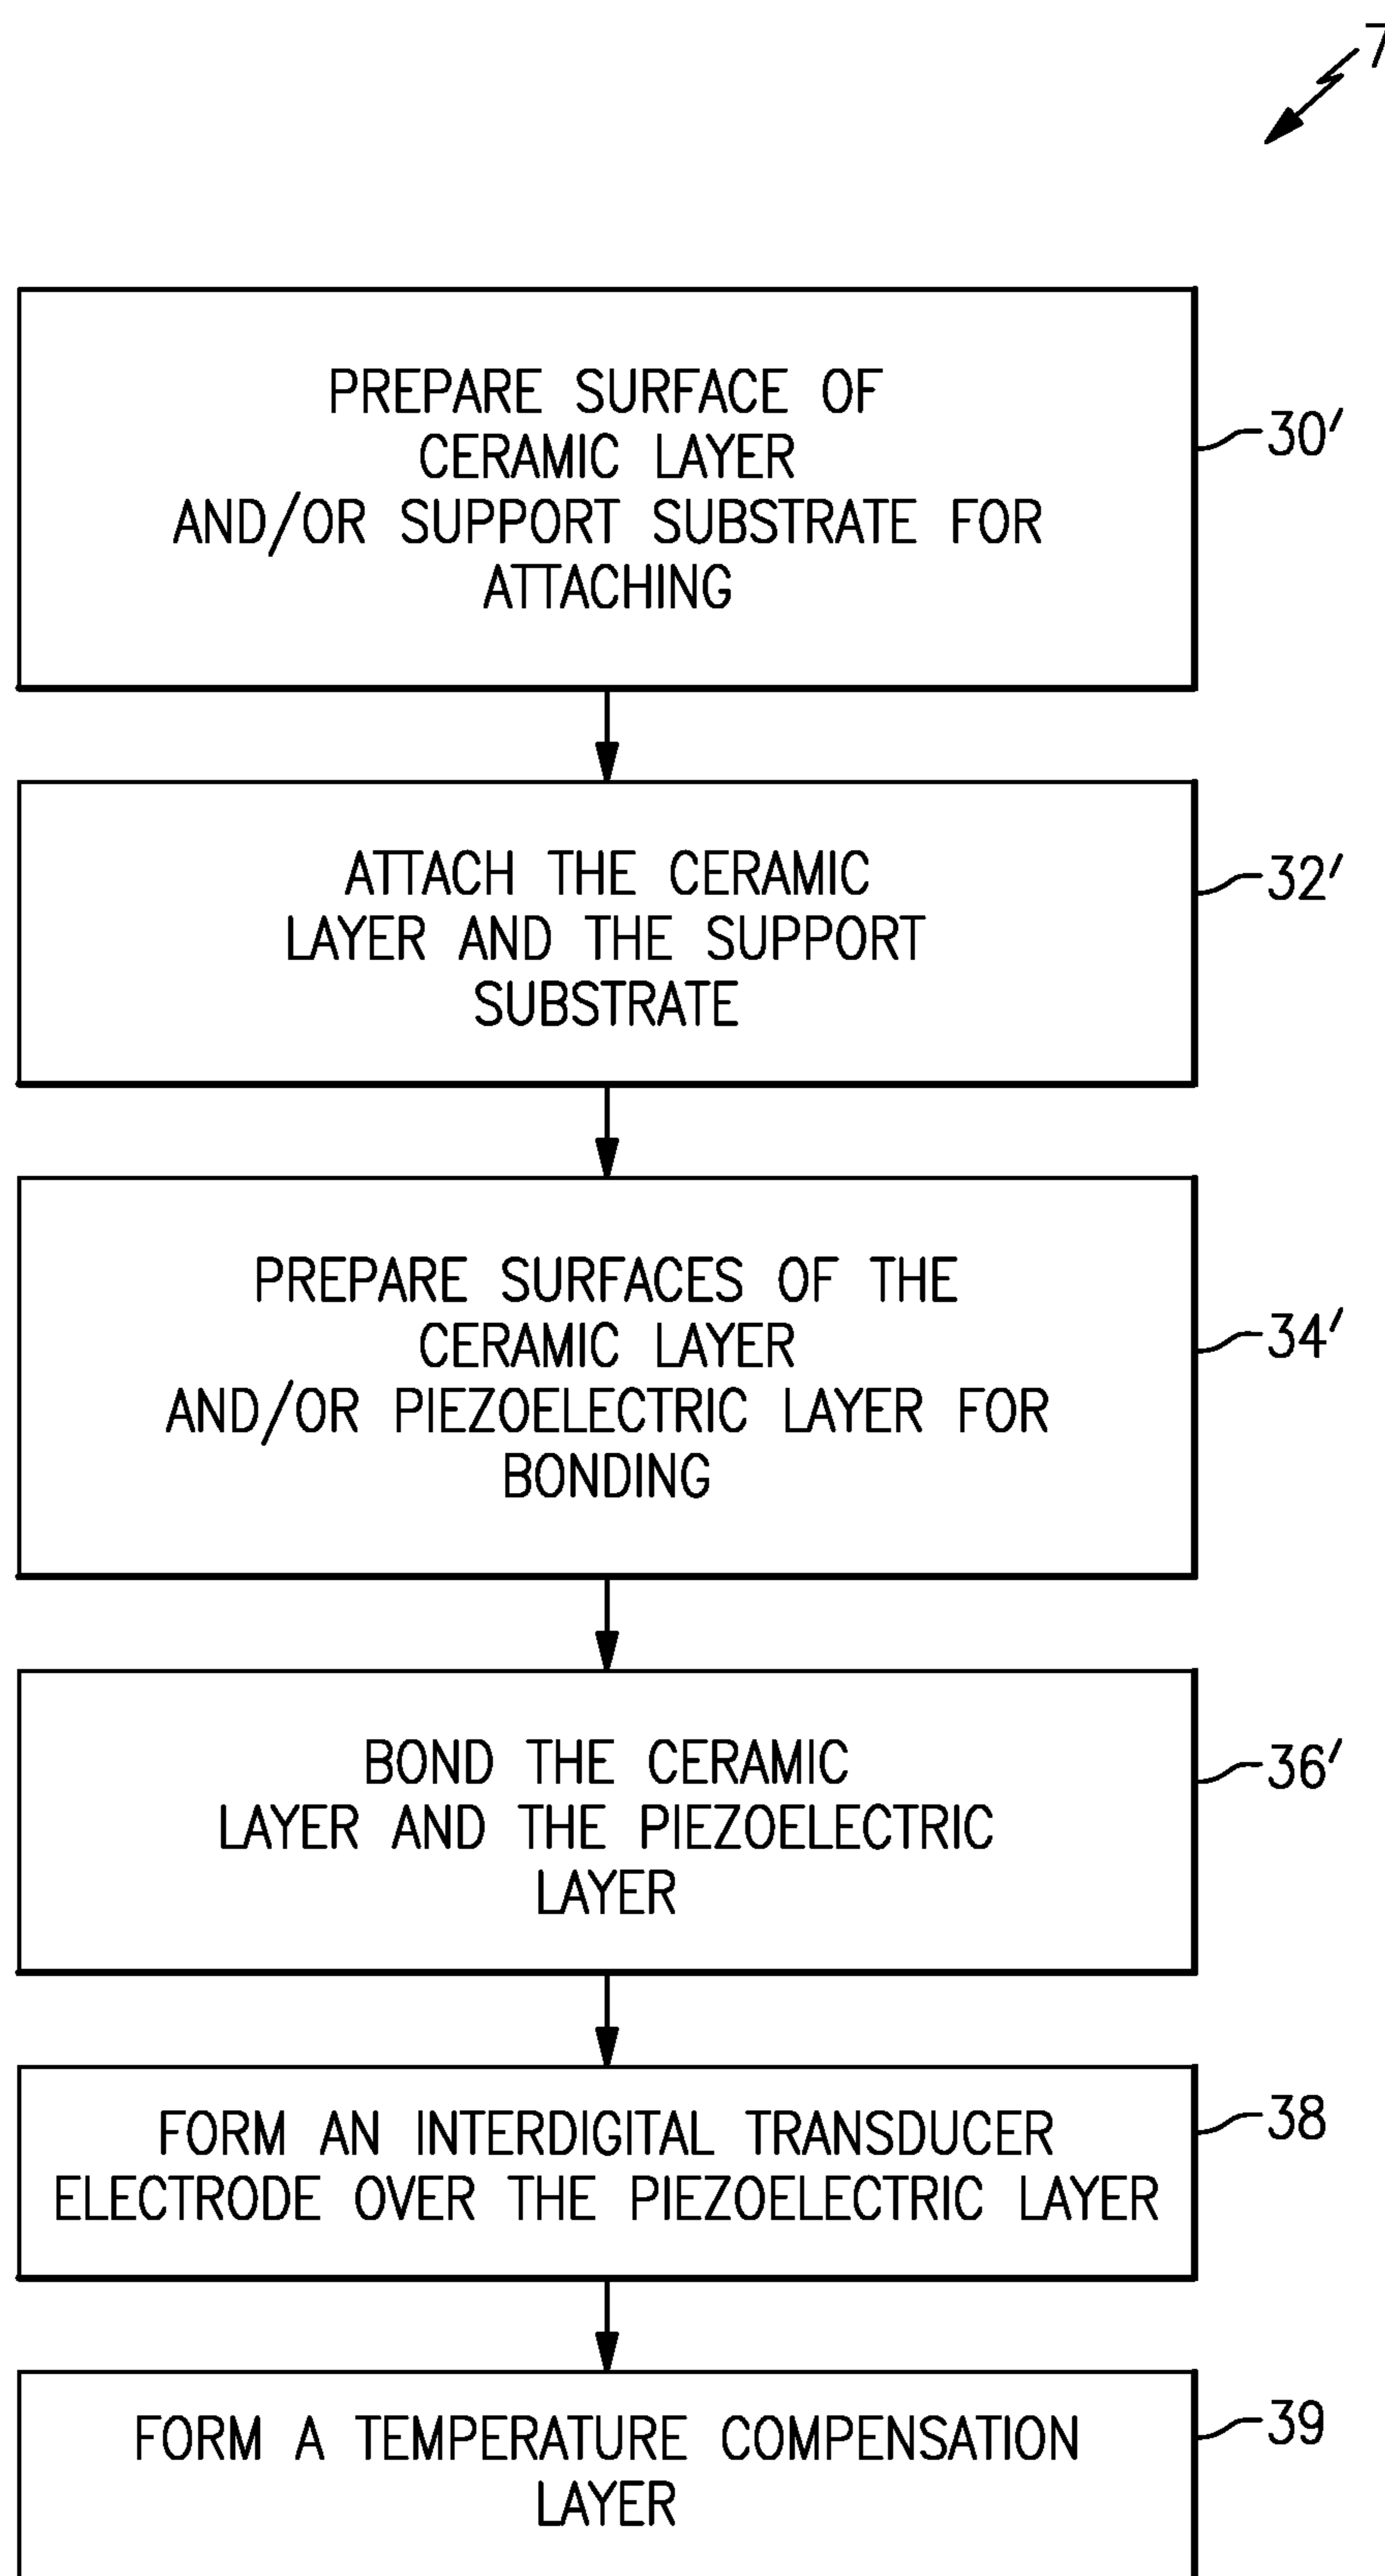 PREPARE SURFACE OF
CERAMIC LAYER
AND/OR SUPPORT SUBSTRATE FOR
ATTACHING
30′
ATTACH THE CERAMIC
LAYER AND THE SUPPORT
SUBSTRATE
32′
PREPARE SURFACES OF THE
CERAMIC LAYER
AND/OR PIEZOELECTRIC LAYER FOR
BONDING
34′
BOND THE CERAMIC
LAYER AND THE PIEZOELECTRIC
LAYER
36′
FORM AN INTERDIGITAL TRANSDUCER
ELECTRODE OVER THE PIEZOELECTRIC LAYER
38
FORM A TEMPERATURE COMPENSATION
LAYER
39